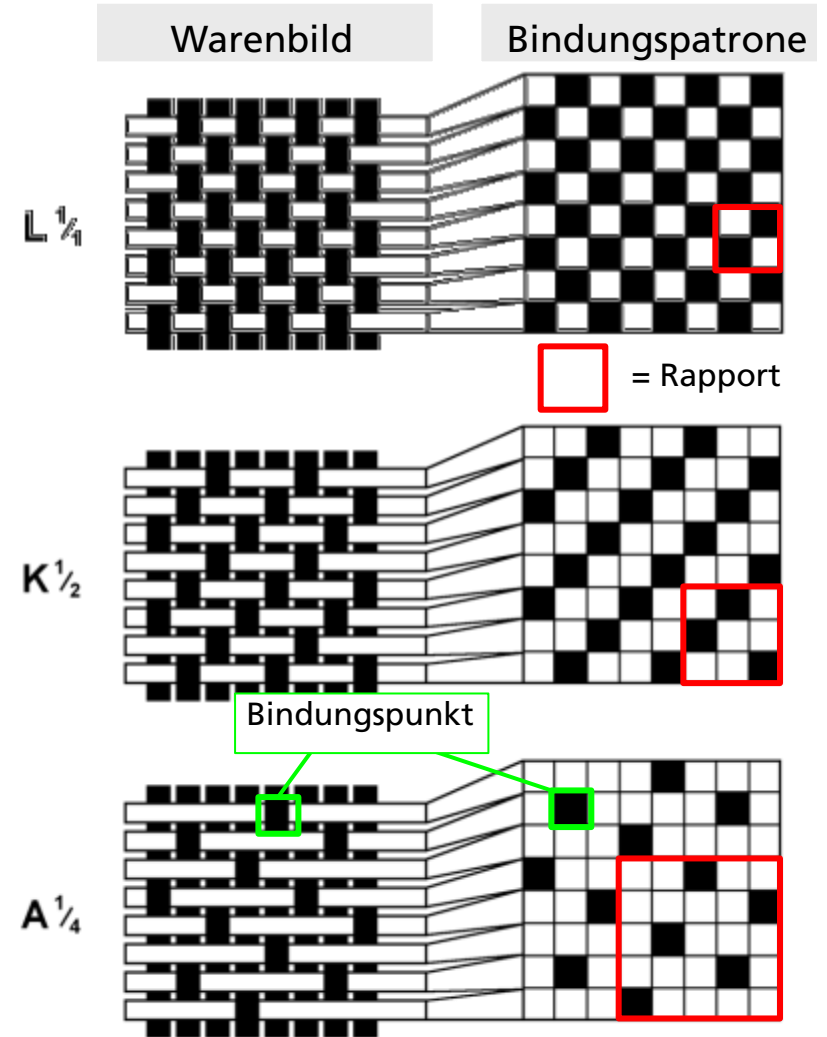 Warenbild
Bindungspatrone
L 1/1
= Rapport
K 1/2
Bindungspunkt
A 1/4